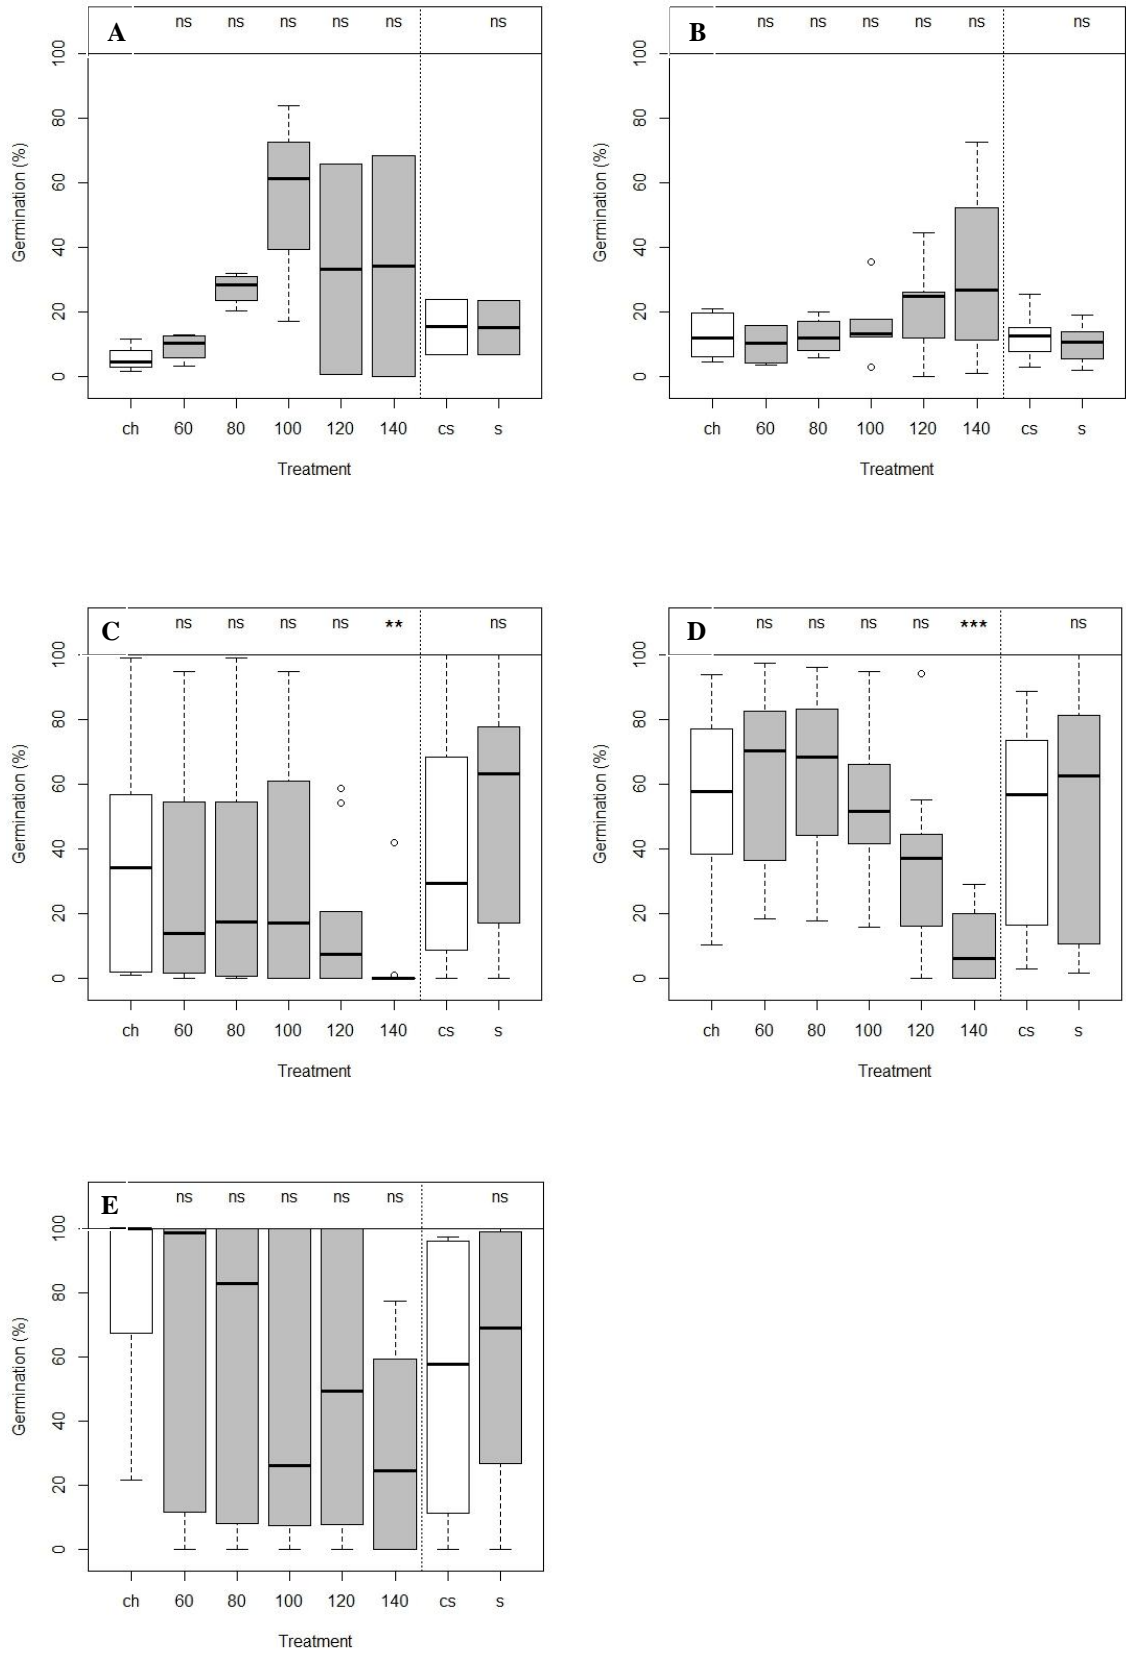 A
ns ns ns ns ns ns
Germination (%)
0 20 40 60 80 100
ch 60 80 100 120 140 cs s
Treatment
B
ns ns ns ns ns ns
Germination (%)
0 20 40 60 80 100
ch 60 80 100 120 140 cs s
Treatment
C
ns ns ns ns ** ns
Germination (%)
0 20 40 60 80 100
ch 60 80 100 120 140 cs s
Treatment
D
ns ns ns ns *** ns
Germination (%)
0 20 40 60 80 100
ch 60 80 100 120 140 cs s
Treatment
E
ns ns ns ns ns ns
Germination (%)
0 20 40 60 80 100
ch 60 80 100 120 140 cs s
Treatment